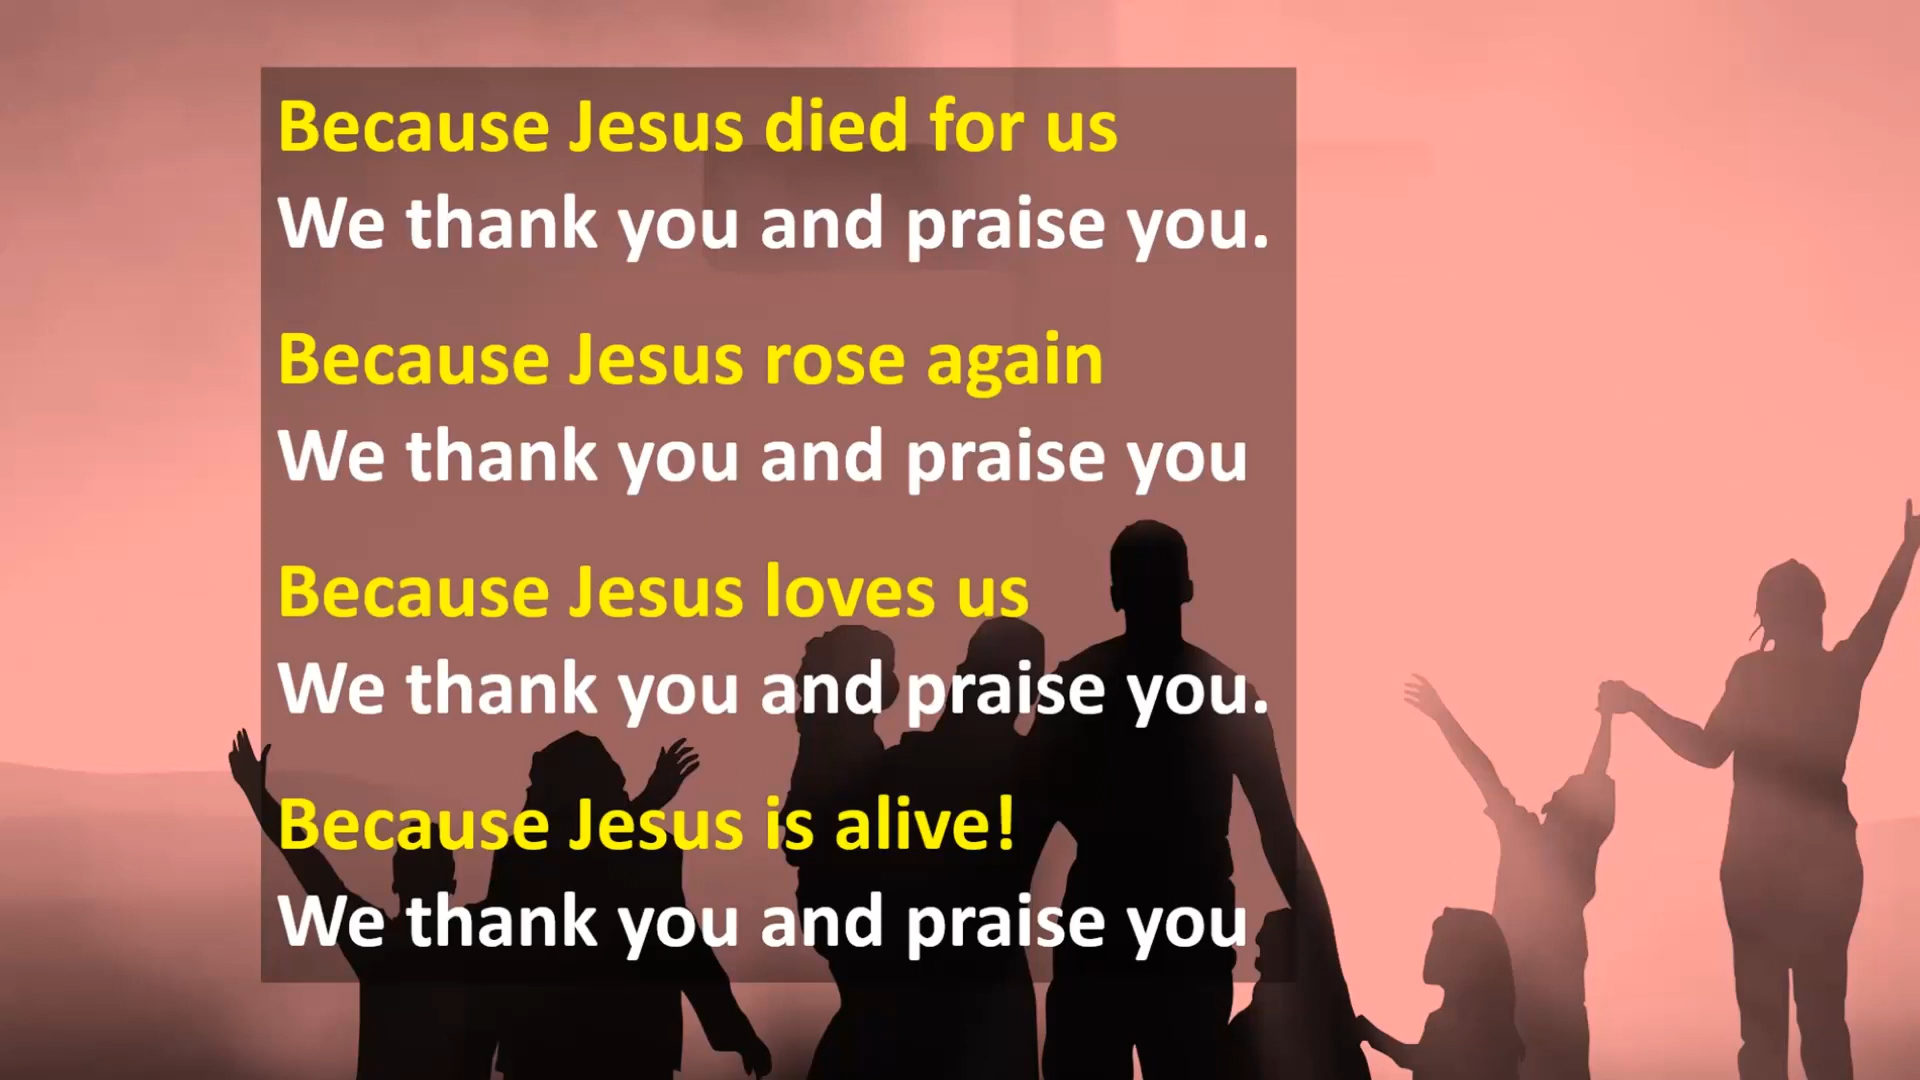 Because Jesus died for us
We thank you and praise you.
Because Jesus rose again
We thank you and praise you
Because Jesus loves us
We thank you and praise you.
Because Jesus is alive!
We thank you and praise you